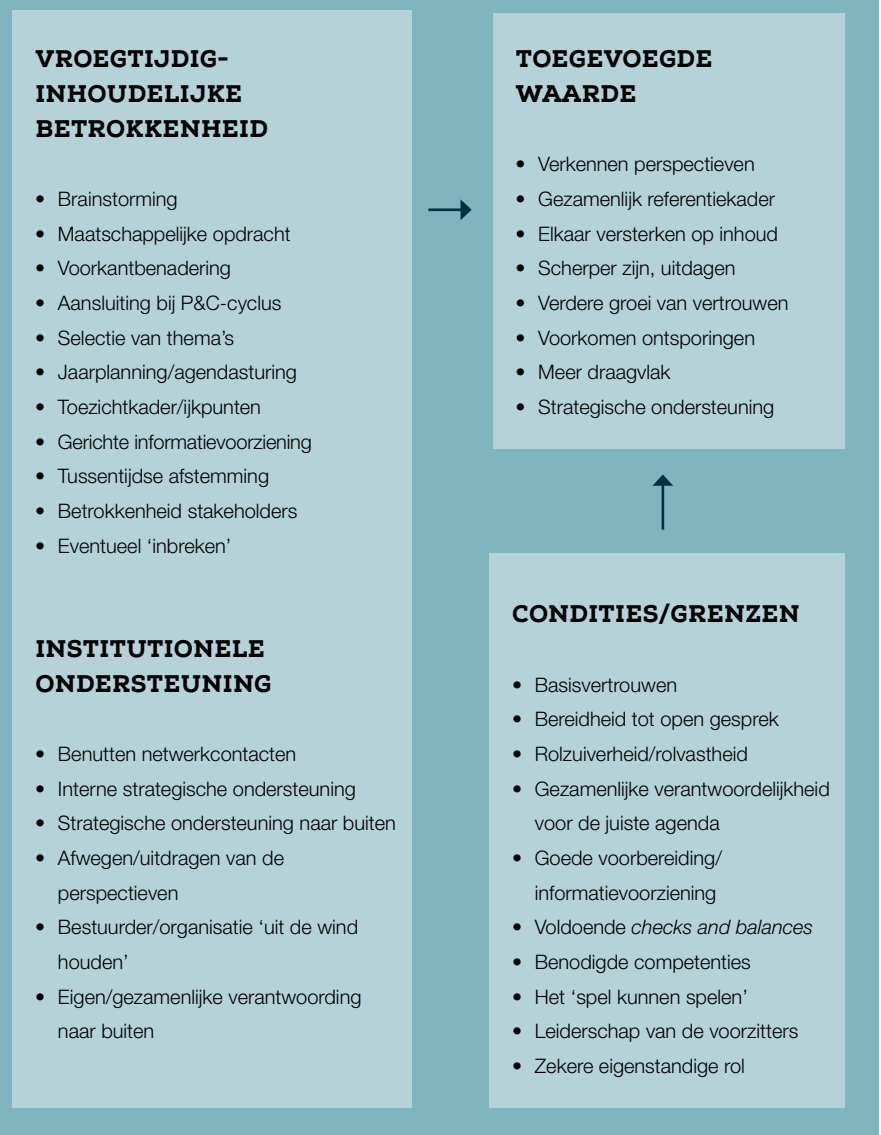 VROEGTIJDIG-
INHOUDELIJKE
BETROKKENHEID
• Brainstorming
• Maatschappelijke opdracht
• Voorkantbenadering
• Aansluiting bij P&C-cyclus
• Selectie van thema’s
• Jaarplanning/agendasturing
• Toezichtkader/ijkpunten
• Gerichte informatievoorziening
• Tussentijdse afstemming
• Betrokkenheid stakeholders
• Eventueel ‘inbreken’
INSTITUTIONELE
ONDERSTEUNING
• Benutten netwerkcontacten
• Interne strategische ondersteuning
• Strategische ondersteuning naar buiten
• Afwegen/uitdragen van de
perspectieven
• Bestuurder/organisatie ‘uit de wind
houden’
• Eigen/gezamenlijke verantwoording
naar buiten
TOEGEVOEGDE
WAARDE
• Verkennen perspectieven
• Gezamenlijk referentiekader
• Elkaar versterken op inhoud
• Scherper zijn, uitdagen
• Verdere groei van vertrouwen
• Voorkomen ontsporingen
• Meer draagvlak
• Strategische ondersteuning
CONDITIES/GRENZEN
• Basisvertrouwen
• Bereidheid tot open gesprek
• Rolzuiverheid/rolvastheid
• Gezamenlijke verantwoordelijkheid
voor de juiste agenda
• Goede voorbereiding/
informatievoorziening
• Voldoende checks and balances
• Benodigde competenties
• Het ‘spel kunnen spelen’
• Leiderschap van de voorzitters
• Zekere eigenstandige rol